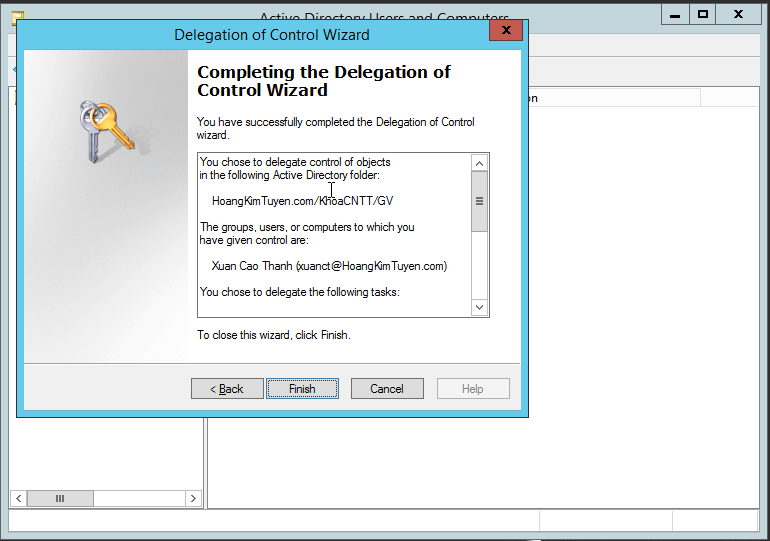 Active Directory Users and Computers
Delegation of Control Wizard
on
Completing the Delegation of
Control Wizard
You have successfully completed the Delegation of Control
wizard.
You chose to delegate control of objects
in the following Active Directory folder:
HoangKimTuyen.com/KhoaCNTT/GV
The groups, users, or computers to which you
have given control are:
Xuan Cao Thanh (xuanct@HoangKimTuyen.com)
You chose to delegate the following tasks:
To close this wizard, click Finish.
< Back
Finish
Cancel
Help